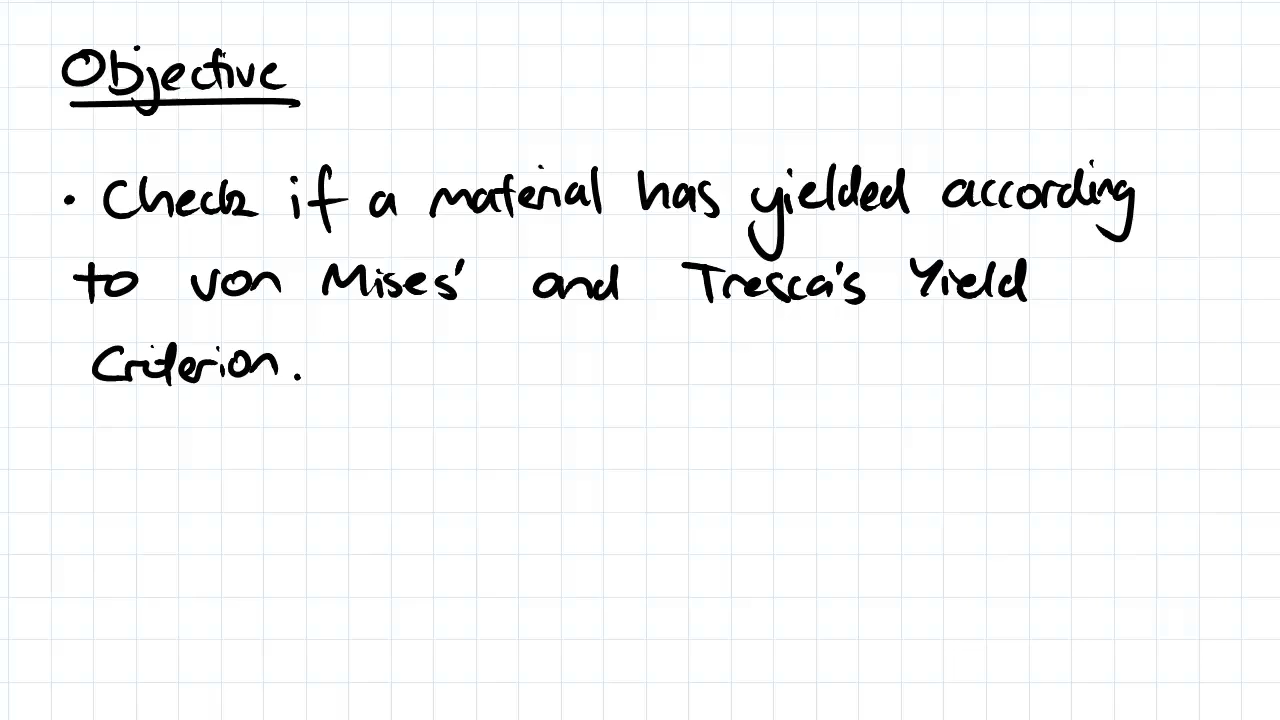 Objective
• Check if a material has yielded according
to von Mises' and Tresca's Yield
Criterion.